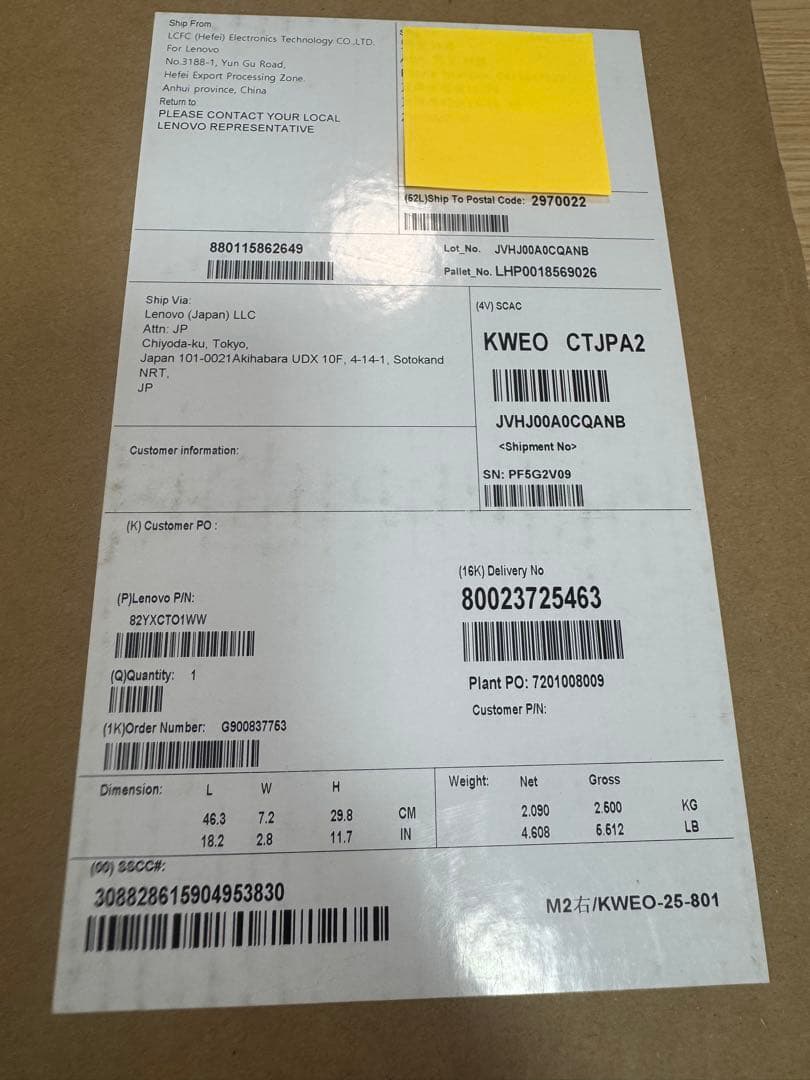 Ship From
LCFC (Hefei) Electronics Technology CO.,LTD.
For Lenovo
No.3188-1, Yun Gu Road,
Hefei Export Processing Zone.
Anhui province, China
Return to
PLEASE CONTACT YOUR LOCAL
LENOVO REPRESENTATIVE
(52L)Ship To Postal Code: 2970022
880115862649
Lot_No. JVHJ00A0CQANB
Pallet_No. LHP0018569026
Ship Via:
Lenovo (Japan) LLC
Attn: JP
Chiyoda-ku, Tokyo,
Japan 101-0021Akihabara UDX 10F, 4-14-1, Sotokand
NRT,
JP
(4V) SCAC
KWEO CTJPA2
JVHJ00A0CQANB
<Shipment No>
SN: PF5G2V09
Customer information:
(K) Customer PO :
(16K) Delivery No
80023725463
Plant PO: 7201008009
Customer P/N:
(P)Lenovo P/N:
82YXCTO1WW
(Q)Quantity: 1
(1K)Order Number: G900837763
Dimension: L W H
46.3 7.2 29.8 CM
18.2 2.8 11.7 IN
Weight: Net Gross
2.090 2.600 KG
4.608 5.512 LB
(00) SSCC#:
308828615904953830
M2右/KWEO-25-801